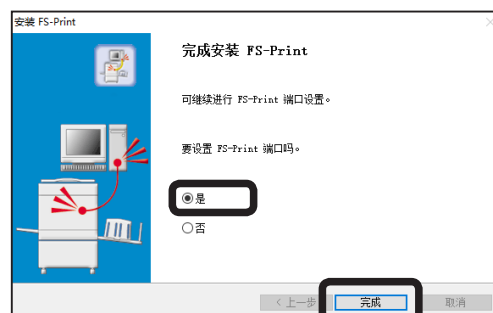 安装 FS-Print
完成安装 FS-Print
可继续进行 FS-Print 端口设置。
要设置 FS-Print 端口吗。
是
否
< 上一步
完成
取消